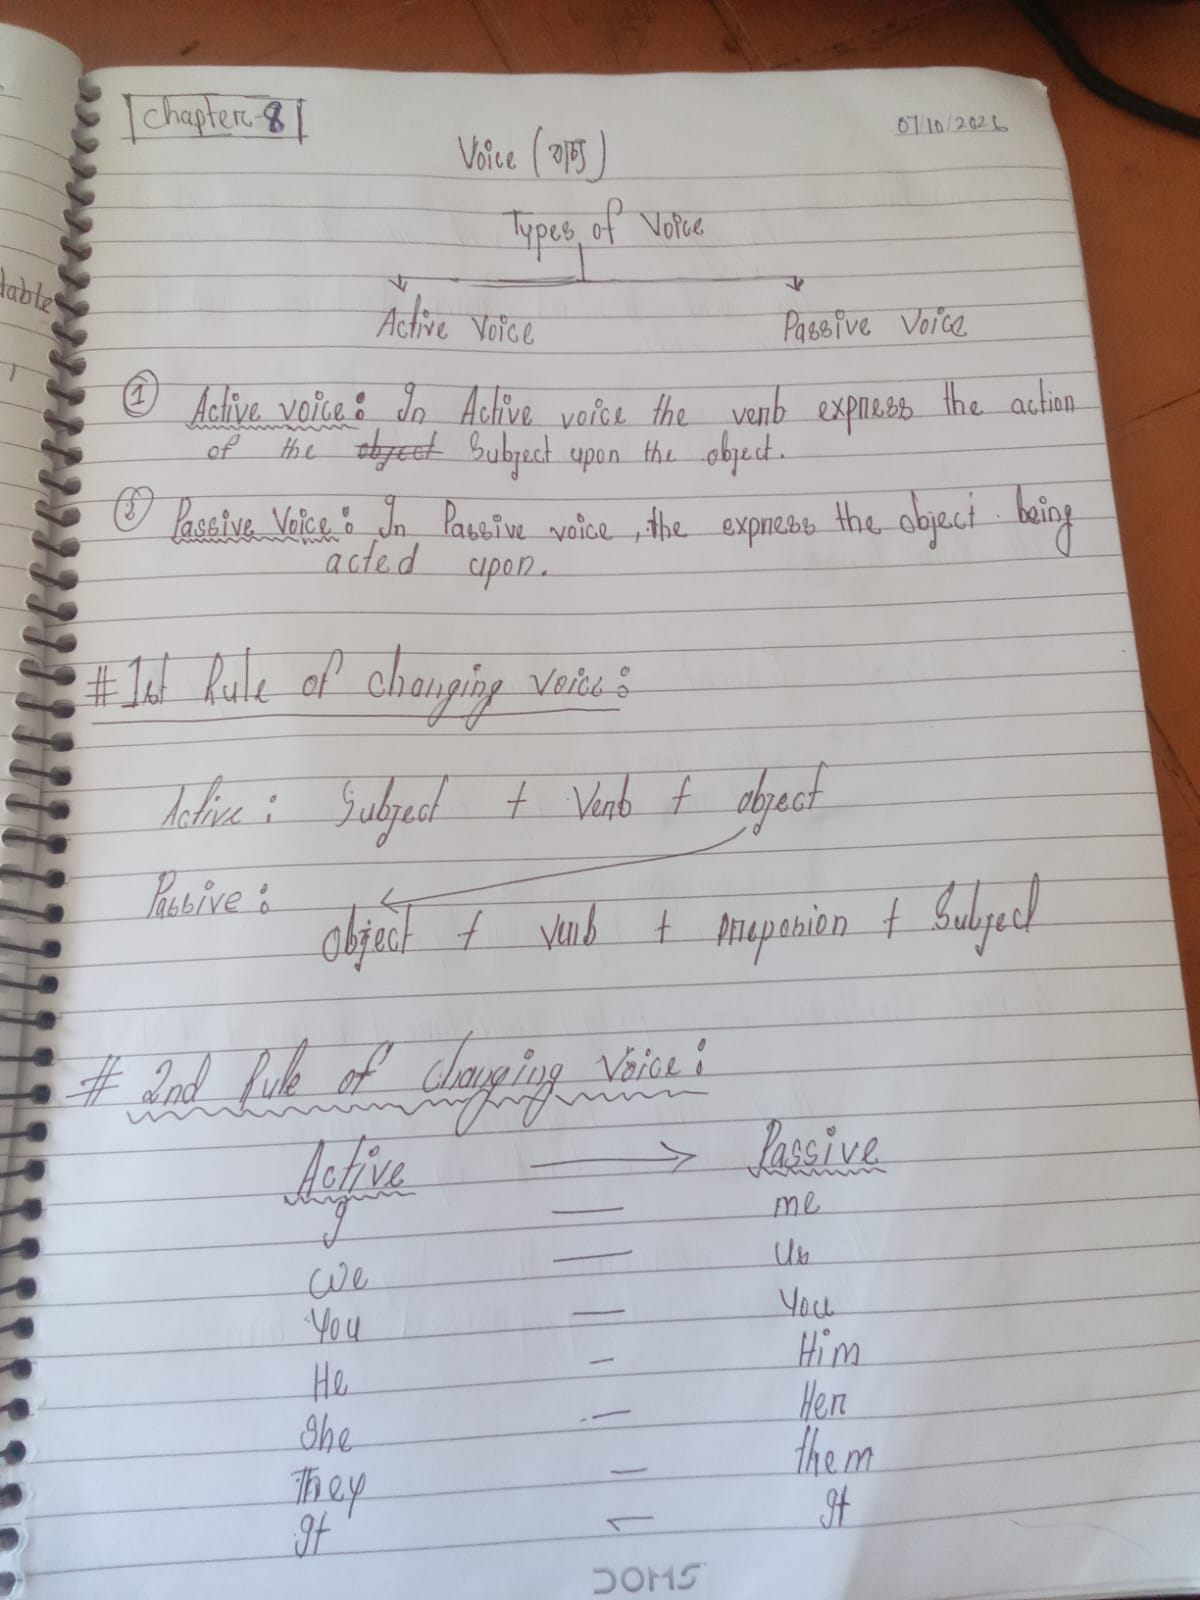 Chapter-8
07/10/2025
Voice (বাচ্য)
Types of Voice
Active Voice
Passive Voice
① Active voice: In Active voice the verb express the action
of the object Subject upon the object.
② Passive Voice: In Passive voice, the express the object being
acted upon.
# 1st Rule of changing voice:
Active: Subject + Verb + object
Passive:
Object + verb + preposion + Subject
# 2nd Rule of Changing Voice:
Active → Passive
I — me
We — Us
You — You
He — Him
She — Her
They — them
It — It
DOMS
table